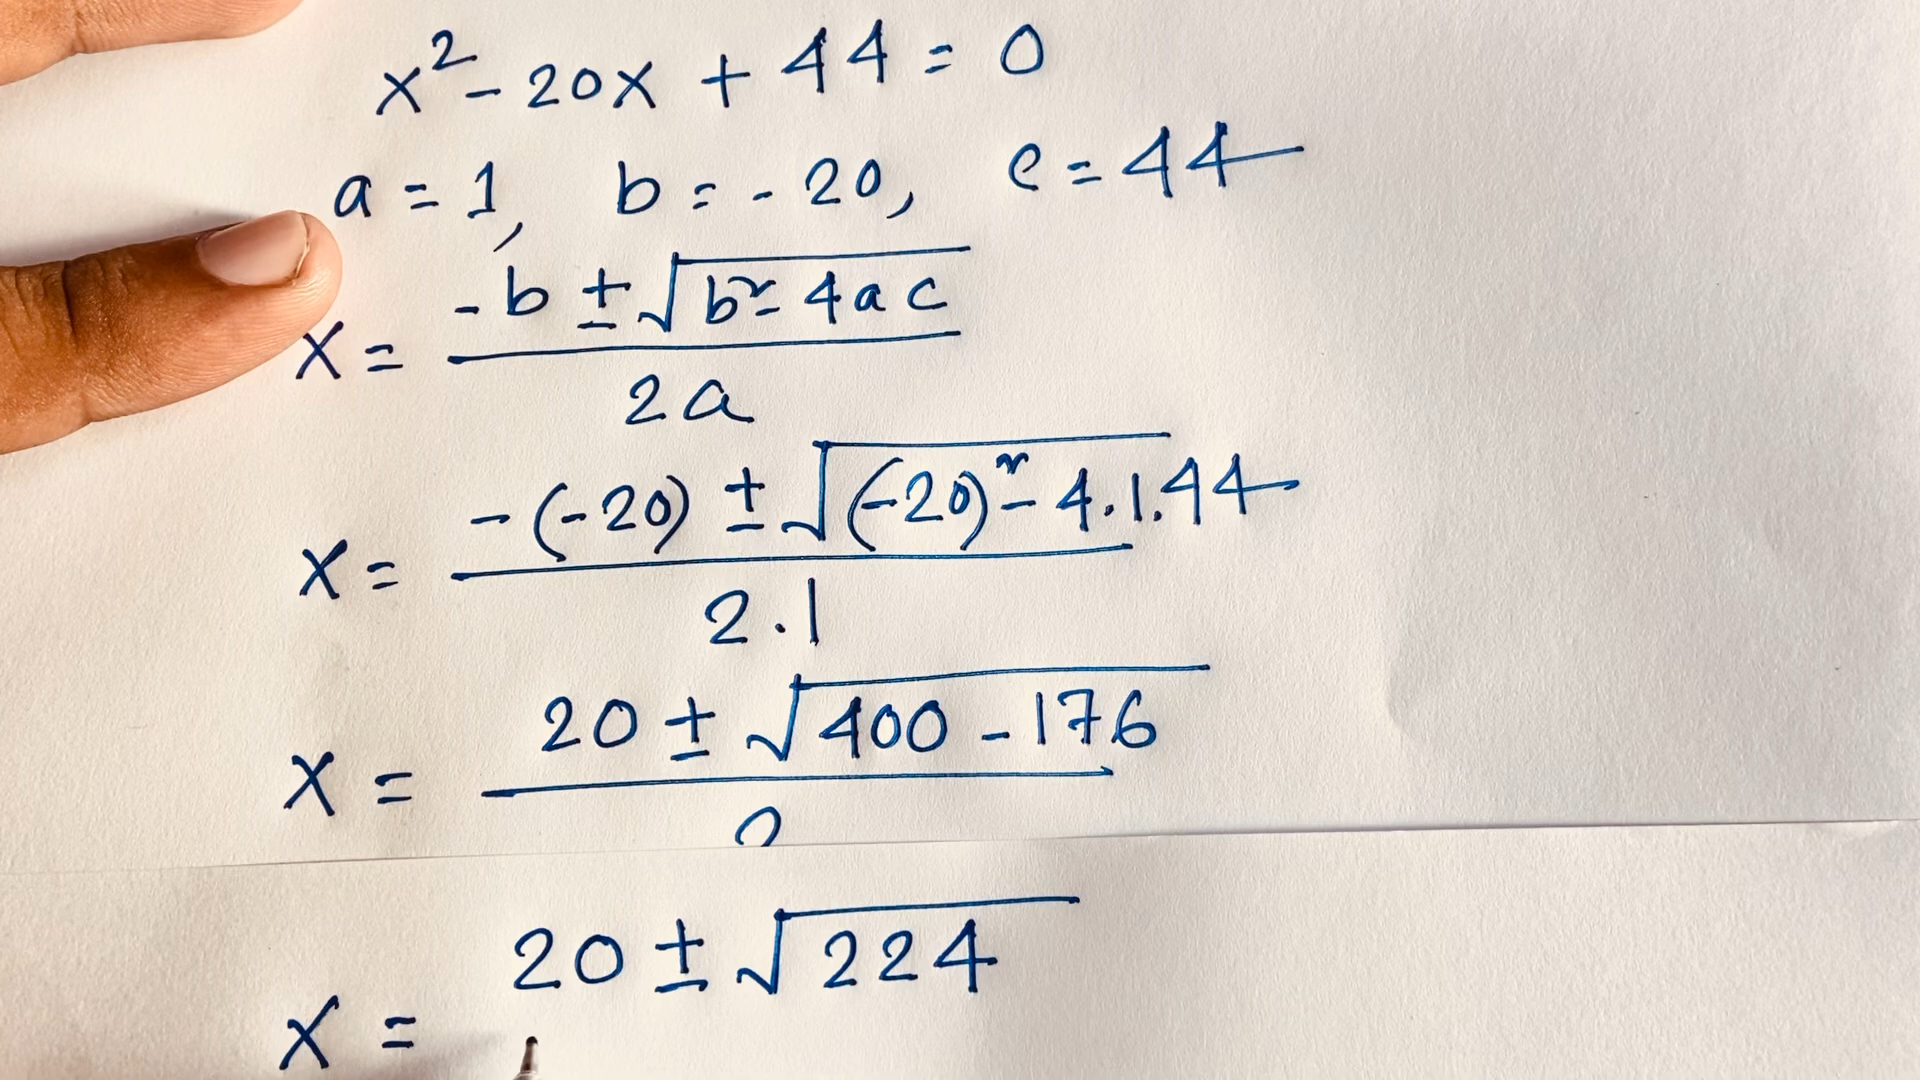 x² - 20x + 44 = 0
a = 1, b = -20, c = 44
x = (-b ± √(b² - 4ac)) / 2a
x = (-(-20) ± √((-20)² - 4.1.44)) / 2.1
x = (20 ± √(400 - 176)) / 2
x = 20 ± √224